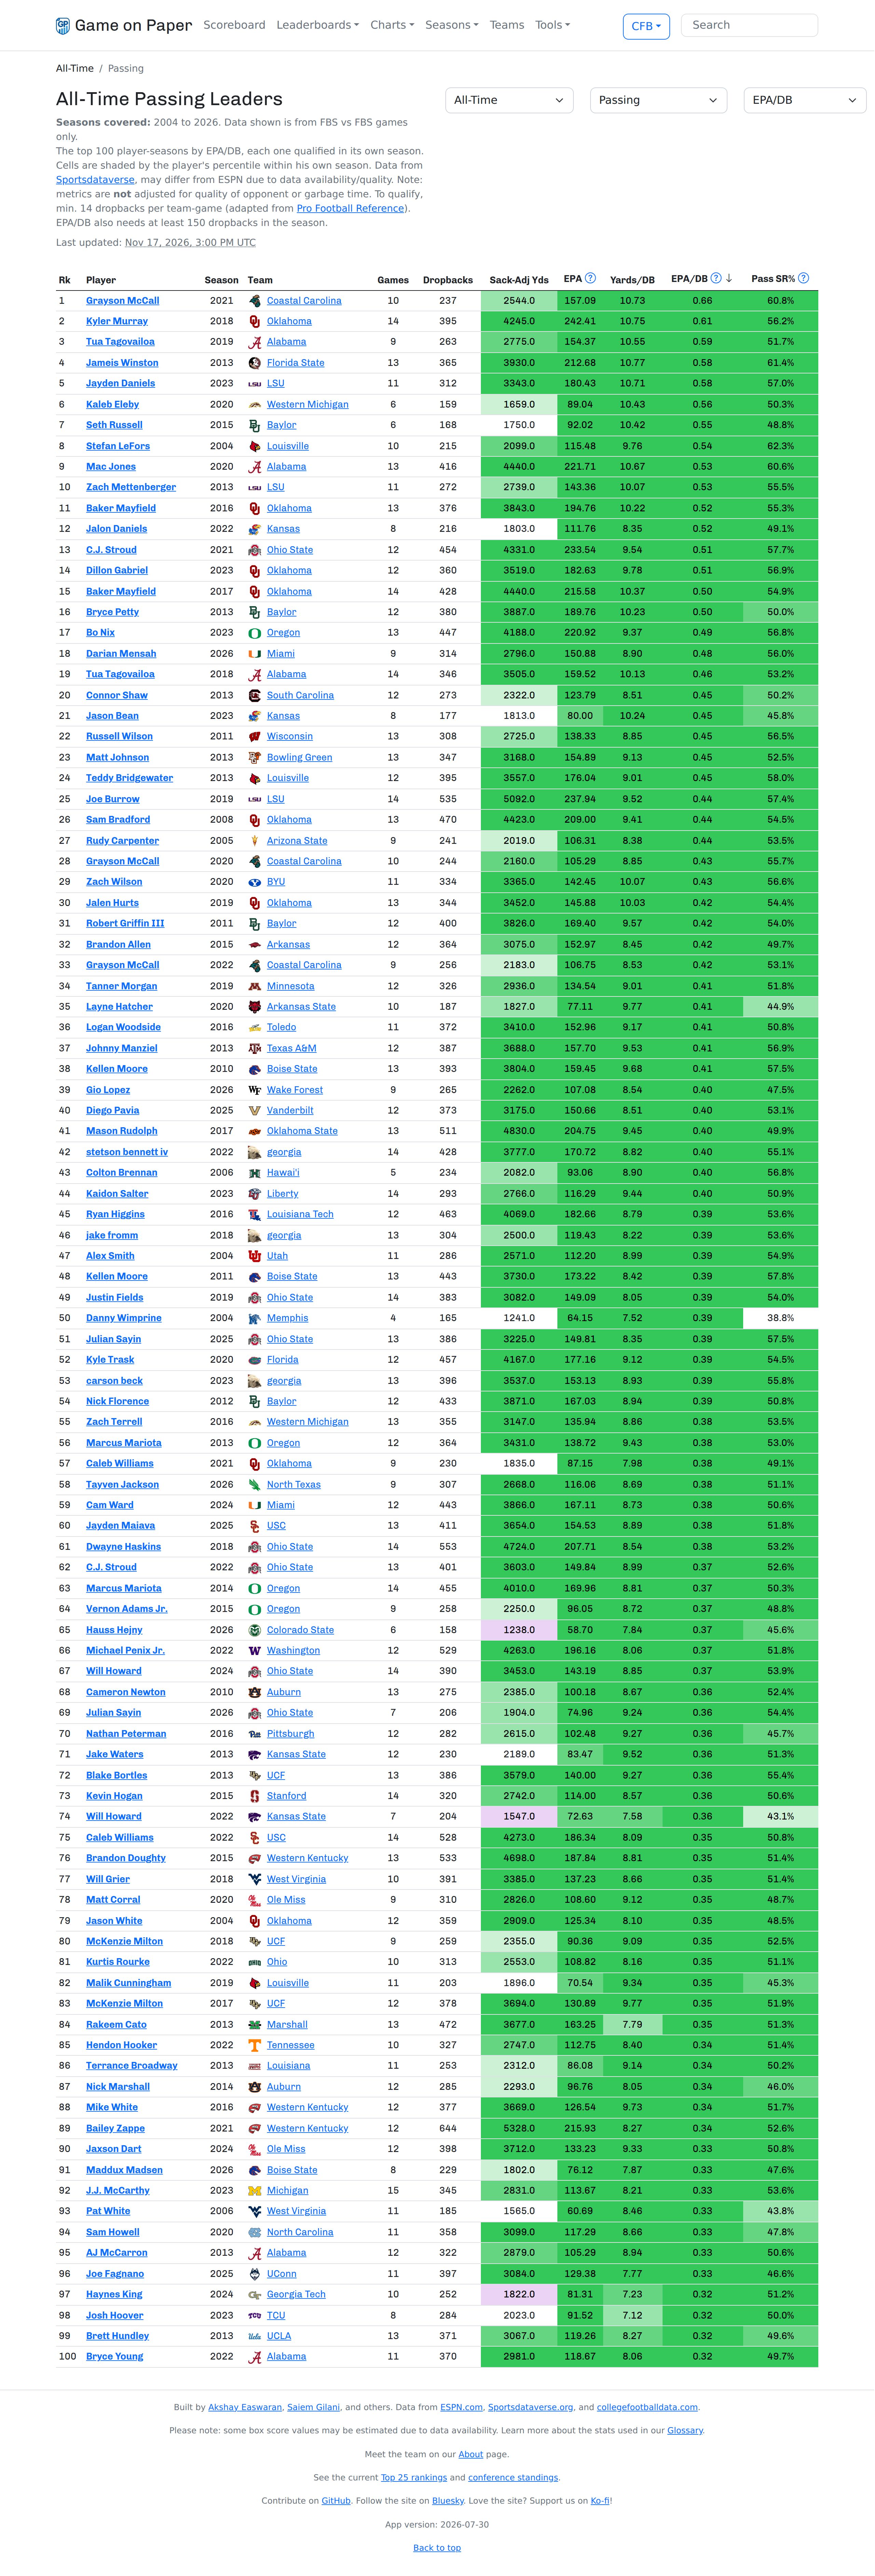 Game on Paper Scoreboard Leaderboards Charts Seasons Teams Tools CFB Search
All-Time / Passing
All-Time Passing Leaders
All-Time Passing EPA/DB
Seasons covered: 2004 to 2026. Data shown is from FBS vs FBS games
only.
The top 100 player-seasons by EPA/DB, each one qualified in its own season.
Cells are shaded by the player's percentile within his own season. Data from
Sportsdataverse, may differ from ESPN due to data availability/quality. Note:
metrics are not adjusted for quality of opponent or garbage time. To qualify,
min. 14 dropbacks per team-game (adapted from Pro Football Reference).
EPA/DB also needs at least 150 dropbacks in the season.
Last updated: Nov 17, 2026, 3:00 PM UTC
Rk Player Season Team Games Dropbacks Sack-Adj Yds EPA ? Yards/DB EPA/DB ? ↓ Pass SR% ?
1 Grayson McCall 2021 Coastal Carolina 10 237 2544.0 157.09 10.73 0.66 60.8%
2 Kyler Murray 2018 Oklahoma 14 395 4245.0 242.41 10.75 0.61 56.2%
3 Tua Tagovailoa 2019 Alabama 9 263 2775.0 154.37 10.55 0.59 51.7%
4 Jameis Winston 2013 Florida State 13 365 3930.0 212.68 10.77 0.58 61.4%
5 Jayden Daniels 2023 LSU 11 312 3343.0 180.43 10.71 0.58 57.0%
6 Kaleb Eleby 2020 Western Michigan 6 159 1659.0 89.04 10.43 0.56 50.3%
7 Seth Russell 2015 Baylor 6 168 1750.0 92.02 10.42 0.55 48.8%
8 Stefan LeFors 2004 Louisville 10 215 2099.0 115.48 9.76 0.54 62.3%
9 Mac Jones 2020 Alabama 13 416 4440.0 221.71 10.67 0.53 60.6%
10 Zach Mettenberger 2013 LSU 11 272 2739.0 143.36 10.07 0.53 55.5%
11 Baker Mayfield 2016 Oklahoma 13 376 3843.0 194.76 10.22 0.52 55.3%
12 Jalon Daniels 2022 Kansas 8 216 1803.0 111.76 8.35 0.52 49.1%
13 C.J. Stroud 2021 Ohio State 12 454 4331.0 233.54 9.54 0.51 57.7%
14 Dillon Gabriel 2023 Oklahoma 12 360 3519.0 182.63 9.78 0.51 56.9%
15 Baker Mayfield 2017 Oklahoma 14 428 4440.0 215.58 10.37 0.50 54.9%
16 Bryce Petty 2013 Baylor 12 380 3887.0 189.76 10.23 0.50 50.0%
17 Bo Nix 2023 Oregon 13 447 4188.0 220.92 9.37 0.49 56.8%
18 Darian Mensah 2026 Miami 9 314 2796.0 150.88 8.90 0.48 56.0%
19 Tua Tagovailoa 2018 Alabama 14 346 3505.0 159.52 10.13 0.46 53.2%
20 Connor Shaw 2013 South Carolina 12 273 2322.0 123.79 8.51 0.45 50.2%
21 Jason Bean 2023 Kansas 8 177 1813.0 80.00 10.24 0.45 45.8%
22 Russell Wilson 2011 Wisconsin 13 308 2725.0 138.33 8.85 0.45 56.5%
23 Matt Johnson 2013 Bowling Green 13 347 3168.0 154.89 9.13 0.45 52.5%
24 Teddy Bridgewater 2013 Louisville 12 395 3557.0 176.04 9.01 0.45 58.0%
25 Joe Burrow 2019 LSU 14 535 5092.0 237.94 9.52 0.44 57.4%
26 Sam Bradford 2008 Oklahoma 13 470 4423.0 209.00 9.41 0.44 54.5%
27 Rudy Carpenter 2005 Arizona State 9 241 2019.0 106.31 8.38 0.44 53.5%
28 Grayson McCall 2020 Coastal Carolina 10 244 2160.0 105.29 8.85 0.43 55.7%
29 Zach Wilson 2020 BYU 11 334 3365.0 142.45 10.07 0.43 56.6%
30 Jalen Hurts 2019 Oklahoma 13 344 3452.0 145.88 10.03 0.42 54.4%
31 Robert Griffin III 2011 Baylor 12 400 3826.0 169.40 9.57 0.42 54.0%
32 Brandon Allen 2015 Arkansas 12 364 3075.0 152.97 8.45 0.42 49.7%
33 Grayson McCall 2022 Coastal Carolina 9 256 2183.0 106.75 8.53 0.42 53.1%
34 Tanner Morgan 2019 Minnesota 12 326 2936.0 134.54 9.01 0.41 51.8%
35 Layne Hatcher 2020 Arkansas State 10 187 1827.0 77.11 9.77 0.41 44.9%
36 Logan Woodside 2016 Toledo 11 372 3410.0 152.96 9.17 0.41 50.8%
37 Johnny Manziel 2013 Texas A&M 12 387 3688.0 157.70 9.53 0.41 56.9%
38 Kellen Moore 2010 Boise State 13 393 3804.0 159.45 9.68 0.41 57.5%
39 Gio Lopez 2026 Wake Forest 9 265 2262.0 107.08 8.54 0.40 47.5%
40 Diego Pavia 2025 Vanderbilt 12 373 3175.0 150.66 8.51 0.40 53.1%
41 Mason Rudolph 2017 Oklahoma State 13 511 4830.0 204.75 9.45 0.40 49.9%
42 stetson bennett iv 2022 georgia 14 428 3777.0 170.72 8.82 0.40 55.1%
43 Colton Brennan 2006 Hawai'i 5 234 2082.0 93.06 8.90 0.40 56.8%
44 Kaidon Salter 2023 Liberty 14 293 2766.0 116.29 9.44 0.40 50.9%
45 Ryan Higgins 2016 Louisiana Tech 12 463 4069.0 182.66 8.79 0.39 53.6%
46 jake fromm 2018 georgia 13 304 2500.0 119.43 8.22 0.39 53.6%
47 Alex Smith 2004 Utah 11 286 2571.0 112.20 8.99 0.39 54.9%
48 Kellen Moore 2011 Boise State 13 443 3730.0 173.22 8.42 0.39 57.8%
49 Justin Fields 2019 Ohio State 14 383 3082.0 149.09 8.05 0.39 54.0%
50 Danny Wimprine 2004 Memphis 4 165 1241.0 64.15 7.52 0.39 38.8%
51 Julian Sayin 2025 Ohio State 13 386 3225.0 149.81 8.35 0.39 57.5%
52 Kyle Trask 2020 Florida 12 457 4167.0 177.16 9.12 0.39 54.5%
53 carson beck 2023 georgia 13 396 3537.0 153.13 8.93 0.39 55.8%
54 Nick Florence 2012 Baylor 12 433 3871.0 167.03 8.94 0.39 50.8%
55 Zach Terrell 2016 Western Michigan 13 355 3147.0 135.94 8.86 0.38 53.5%
56 Marcus Mariota 2013 Oregon 12 364 3431.0 138.72 9.43 0.38 53.0%
57 Caleb Williams 2021 Oklahoma 9 230 1835.0 87.15 7.98 0.38 49.1%
58 Tayven Jackson 2026 North Texas 9 307 2668.0 116.06 8.69 0.38 51.1%
59 Cam Ward 2024 Miami 12 443 3866.0 167.11 8.73 0.38 50.6%
60 Jayden Maiava 2025 USC 13 411 3654.0 154.53 8.89 0.38 51.8%
61 Dwayne Haskins 2018 Ohio State 14 553 4724.0 207.71 8.54 0.38 53.2%
62 C.J. Stroud 2022 Ohio State 13 401 3603.0 149.84 8.99 0.37 52.6%
63 Marcus Mariota 2014 Oregon 14 455 4010.0 169.96 8.81 0.37 50.3%
64 Vernon Adams Jr. 2015 Oregon 9 258 2250.0 96.05 8.72 0.37 48.8%
65 Hauss Hejny 2026 Colorado State 6 158 1238.0 58.70 7.84 0.37 45.6%
66 Michael Penix Jr. 2022 Washington 12 529 4263.0 196.16 8.06 0.37 51.8%
67 Will Howard 2024 Ohio State 14 390 3453.0 143.19 8.85 0.37 53.9%
68 Cameron Newton 2010 Auburn 13 275 2385.0 100.18 8.67 0.36 52.4%
69 Julian Sayin 2026 Ohio State 7 206 1904.0 74.96 9.24 0.36 54.4%
70 Nathan Peterman 2016 Pittsburgh 12 282 2615.0 102.48 9.27 0.36 45.7%
71 Jake Waters 2013 Kansas State 12 230 2189.0 83.47 9.52 0.36 51.3%
72 Blake Bortles 2013 UCF 13 386 3579.0 140.00 9.27 0.36 55.4%
73 Kevin Hogan 2015 Stanford 14 320 2742.0 114.00 8.57 0.36 50.6%
74 Will Howard 2022 Kansas State 7 204 1547.0 72.63 7.58 0.36 43.1%
75 Caleb Williams 2022 USC 14 528 4273.0 186.34 8.09 0.35 50.8%
76 Brandon Doughty 2015 Western Kentucky 13 533 4698.0 187.84 8.81 0.35 51.4%
77 Will Grier 2018 West Virginia 10 391 3385.0 137.23 8.66 0.35 51.4%
78 Matt Corral 2020 Ole Miss 9 310 2826.0 108.60 9.12 0.35 48.7%
79 Jason White 2004 Oklahoma 12 359 2909.0 125.34 8.10 0.35 48.5%
80 McKenzie Milton 2018 UCF 9 259 2355.0 90.36 9.09 0.35 52.5%
81 Kurtis Rourke 2022 Ohio 10 313 2553.0 108.82 8.16 0.35 51.1%
82 Malik Cunningham 2019 Louisville 11 203 1896.0 70.54 9.34 0.35 45.3%
83 McKenzie Milton 2017 UCF 12 378 3694.0 130.89 9.77 0.35 51.9%
84 Rakeem Cato 2013 Marshall 13 472 3677.0 163.25 7.79 0.35 51.3%
85 Hendon Hooker 2022 Tennessee 10 327 2747.0 112.75 8.40 0.34 51.4%
86 Terrance Broadway 2013 Louisiana 11 253 2312.0 86.08 9.14 0.34 50.2%
87 Nick Marshall 2014 Auburn 12 285 2293.0 96.76 8.05 0.34 46.0%
88 Mike White 2016 Western Kentucky 12 377 3669.0 126.54 9.73 0.34 51.7%
89 Bailey Zappe 2021 Western Kentucky 12 644 5328.0 215.93 8.27 0.34 52.6%
90 Jaxson Dart 2024 Ole Miss 12 398 3712.0 133.23 9.33 0.33 50.8%
91 Maddux Madsen 2026 Boise State 8 229 1802.0 76.12 7.87 0.33 47.6%
92 J.J. McCarthy 2023 Michigan 15 345 2831.0 113.67 8.21 0.33 53.6%
93 Pat White 2006 West Virginia 11 185 1565.0 60.69 8.46 0.33 43.8%
94 Sam Howell 2020 North Carolina 11 358 3099.0 117.29 8.66 0.33 47.8%
95 AJ McCarron 2013 Alabama 12 322 2879.0 105.29 8.94 0.33 50.6%
96 Joe Fagnano 2025 UConn 11 397 3084.0 129.38 7.77 0.33 46.6%
97 Haynes King 2024 Georgia Tech 10 252 1822.0 81.31 7.23 0.32 51.2%
98 Josh Hoover 2023 TCU 8 284 2023.0 91.52 7.12 0.32 50.0%
99 Brett Hundley 2013 UCLA 13 371 3067.0 119.26 8.27 0.32 49.6%
100 Bryce Young 2022 Alabama 11 370 2981.0 118.67 8.06 0.32 49.7%
Built by Akshay Easwaran, Saiem Gilani, and others. Data from ESPN.com, Sportsdataverse.org, and collegefootballdata.com.
Please note: some box score values may be estimated due to data availability. Learn more about the stats used in our Glossary.
Meet the team on our About page.
See the current Top 25 rankings and conference standings.
Contribute on GitHub. Follow the site on Bluesky. Love the site? Support us on Ko-fi!
App version: 2026-07-30
Back to top